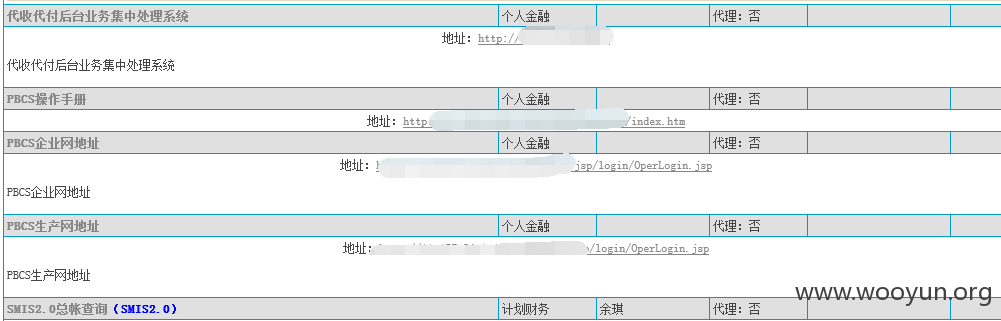 代收代付后台业务集中处理系统 个人金融 代理：否
地址：http://
代收代付后台业务集中处理系统
PBCS操作手册 个人金融 代理：否
地址：http /index.htm
PBCS企业网地址 个人金融 代理：否
地址：h jsp/login/OperLogin.jsp
PBCS企业网地址
PBCS生产网地址 个人金融 代理：否
地址： /login/OperLogin.jsp
PBCS生产网地址
SMIS2.0总帐查询（SMIS2.0） 计划财务 余琪 代理：否
www.wooyun.org